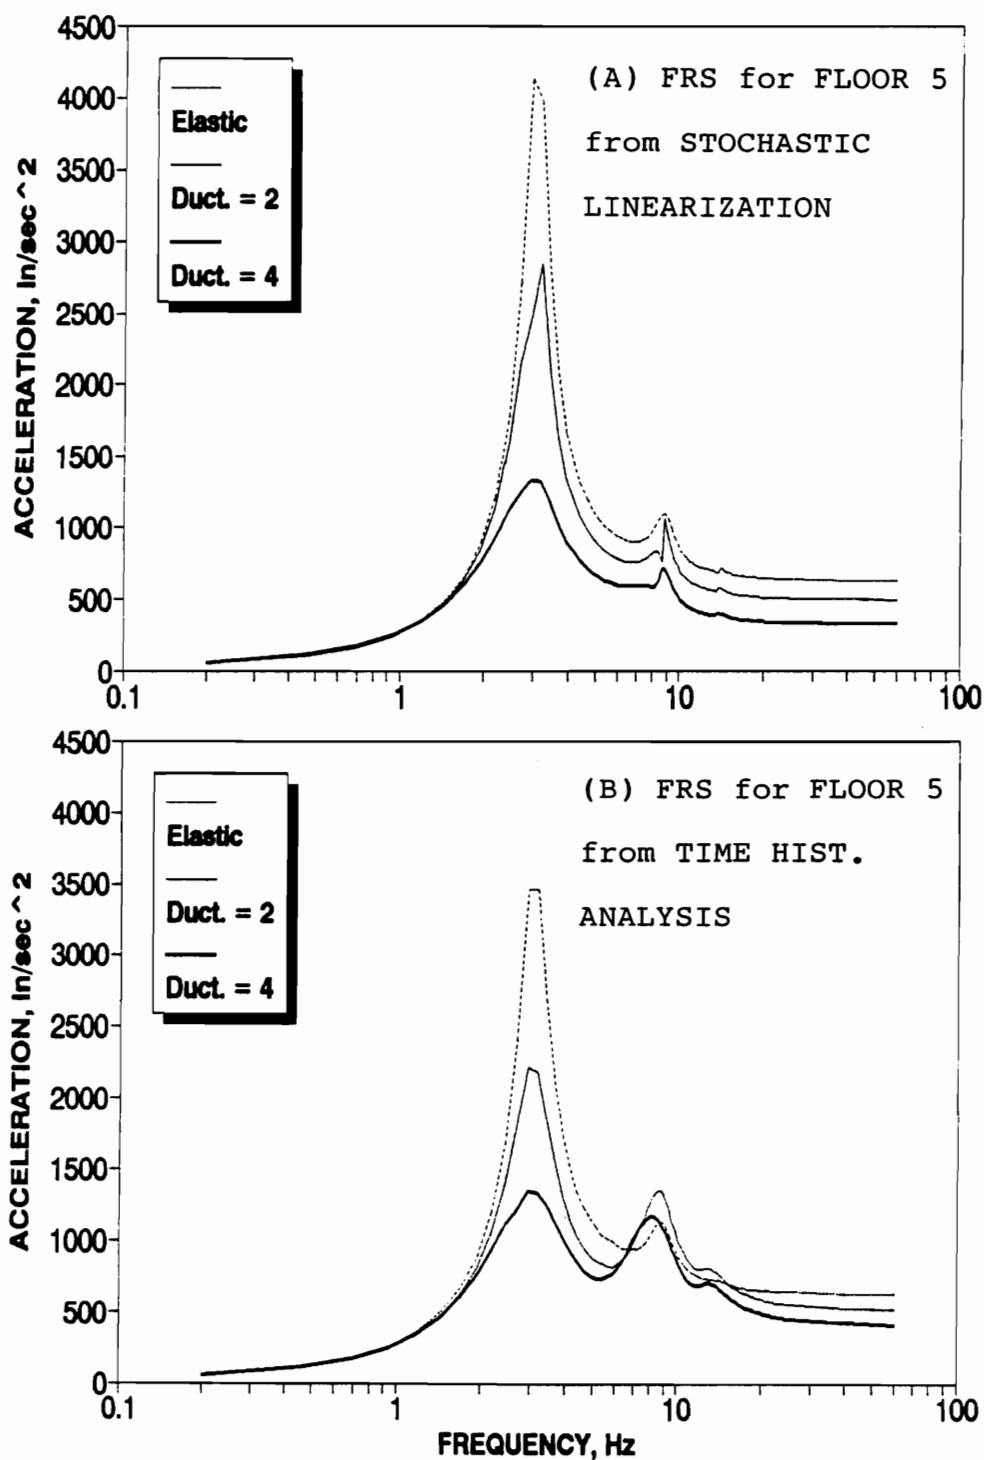 4500
4000
3500
3000
2500
2000
1500
1000
500
0
ACCELERATION, In/sec^2
Elastic
Duct. = 2
Duct. = 4
(A) FRS for FLOOR 5
from STOCHASTIC
LINEARIZATION
0.1
1
10
100
4500
4000
3500
3000
2500
2000
1500
1000
500
0
ACCELERATION, In/sec^2
Elastic
Duct. = 2
Duct. = 4
(B) FRS for FLOOR 5
from TIME HIST.
ANALYSIS
0.1
1
10
100
FREQUENCY, Hz